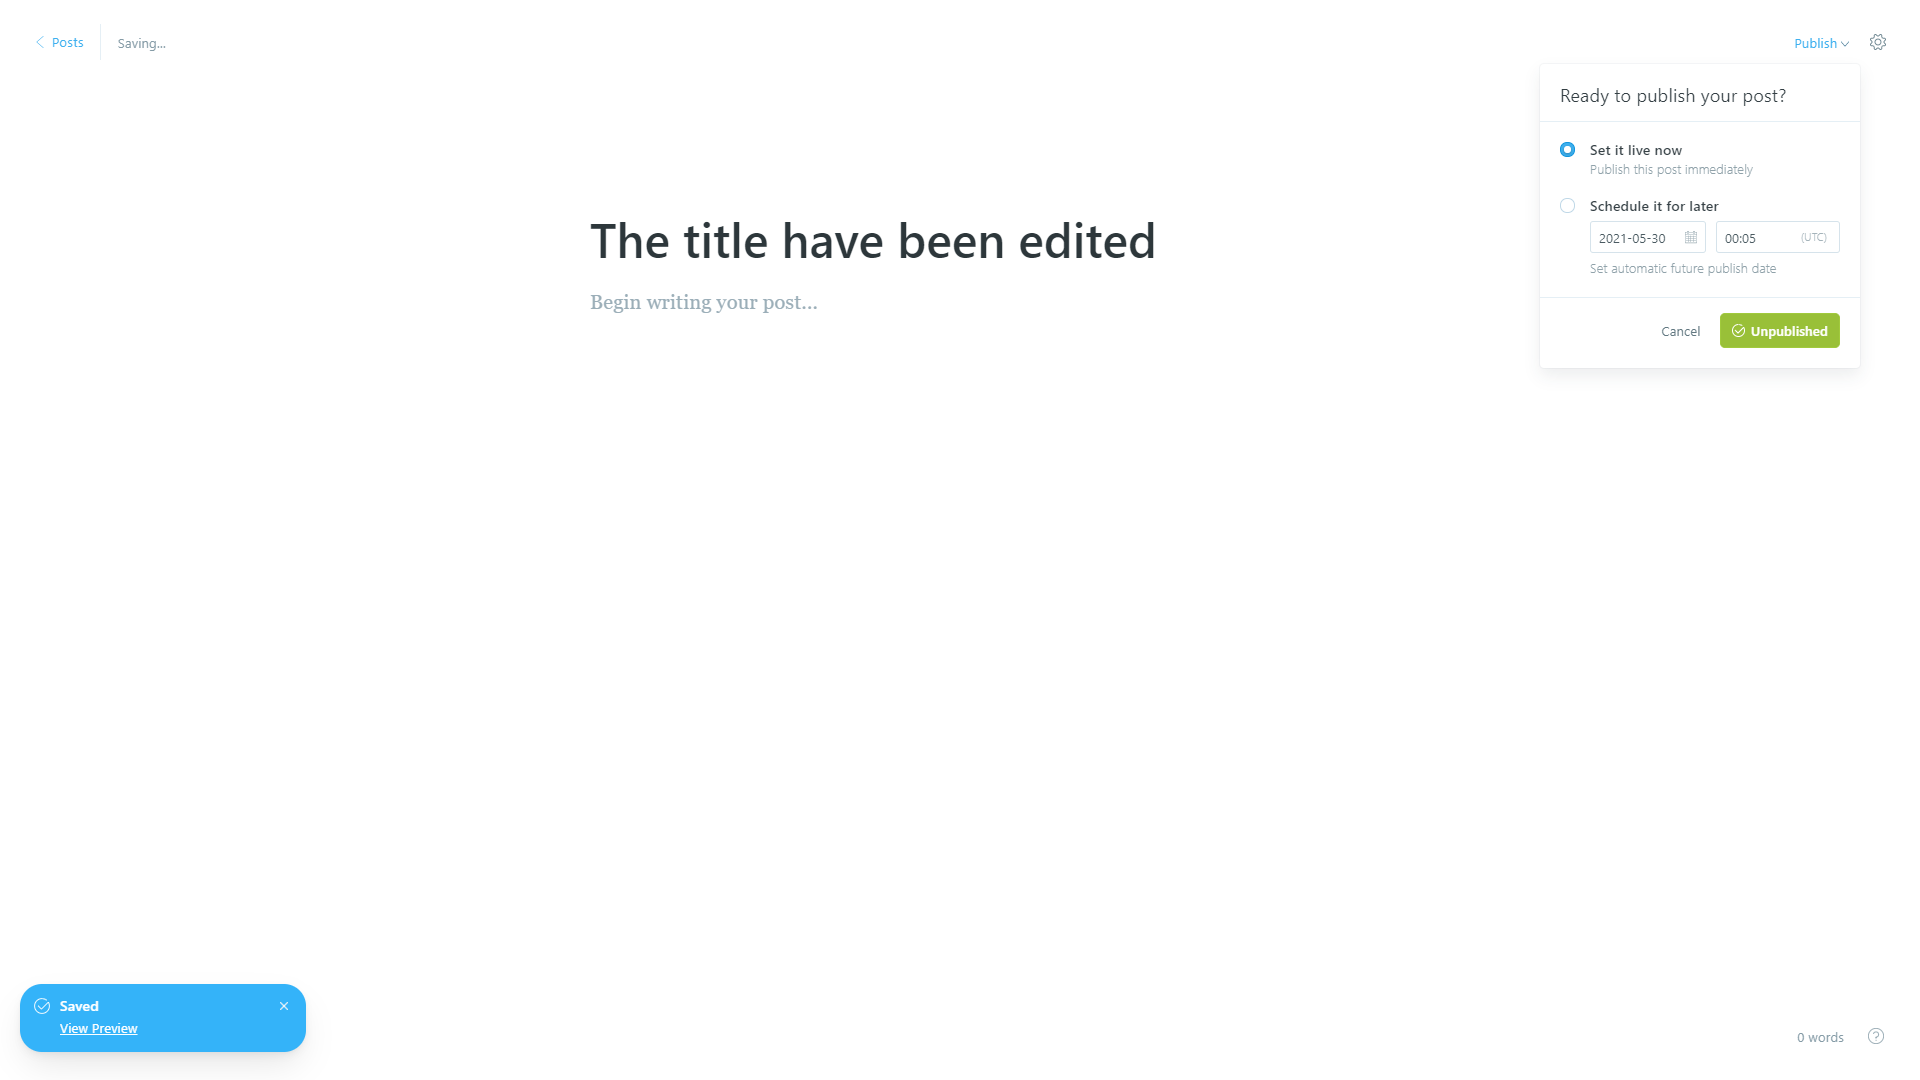 Posts
Saving...
Publish
Ready to publish your post?
Set it live now
Publish this post immediately
Schedule it for later
2021-05-30
00:05
(UTC)
Set automatic future publish date
Cancel
Unpublished
The title have been edited
Begin writing your post...
Saved
View Preview
0 words
?